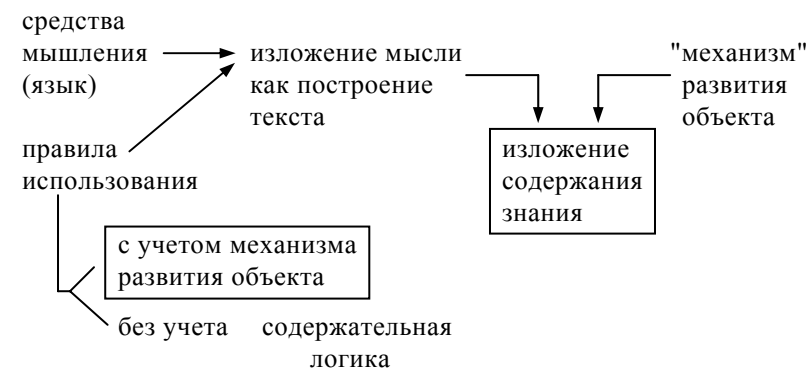 средства
мышления
(язык)
изложение мысли
как построение
текста
"механизм"
развития
объекта
правила
использования
изложение
содержания
знания
с учетом механизма
развития объекта
без учета содержательная
логика